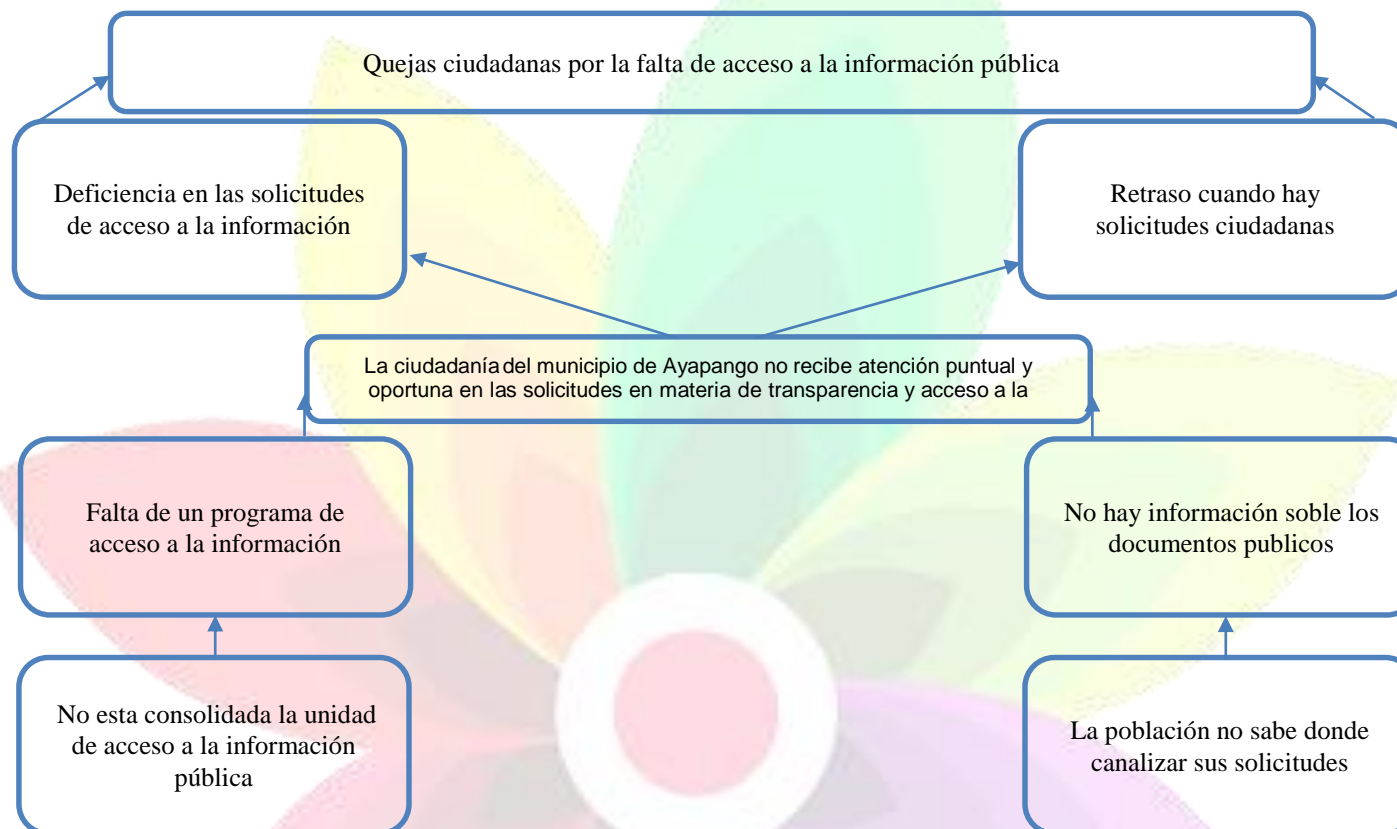 Quejas ciudadanas por la falta de acceso a la información pública
Deficiencia en las solicitudes
de acceso a la información
Retraso cuando hay
solicitudes ciudadanas
La ciudadanía del municipio de Ayapango no recibe atención puntual y
oportuna en las solicitudes en materia de transparencia y acceso a la
Falta de un programa de
acceso a la información
No hay información soble los
documentos publicos
No esta consolidada la unidad
de acceso a la información
pública
La población no sabe donde
canalizar sus solicitudes